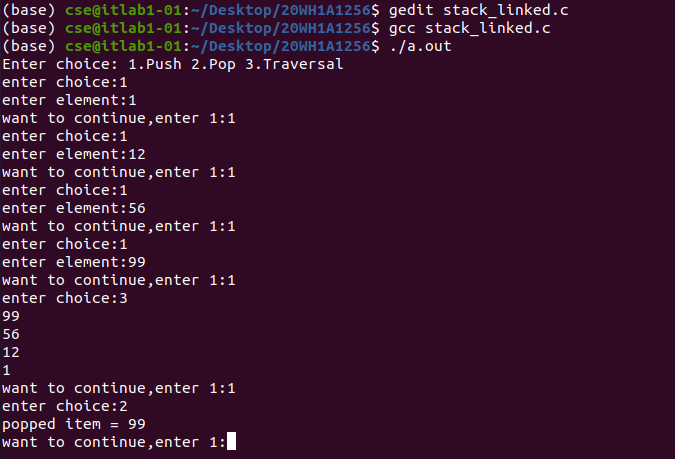 (base) cse@itlab1-01:~/Desktop/20WH1A1256$ gedit stack_linked.c
(base) cse@itlab1-01:~/Desktop/20WH1A1256$ gcc stack_linked.c
(base) cse@itlab1-01:~/Desktop/20WH1A1256$ ./a.out
Enter choice: 1.Push 2.Pop 3.Traversal
enter choice:1
enter element:1
want to continue,enter 1:1
enter choice:1
enter element:12
want to continue,enter 1:1
enter choice:1
enter element:56
want to continue,enter 1:1
enter choice:1
enter element:99
want to continue,enter 1:1
enter choice:3
99
56
12
1
want to continue,enter 1:1
enter choice:2
popped item = 99
want to continue,enter 1: